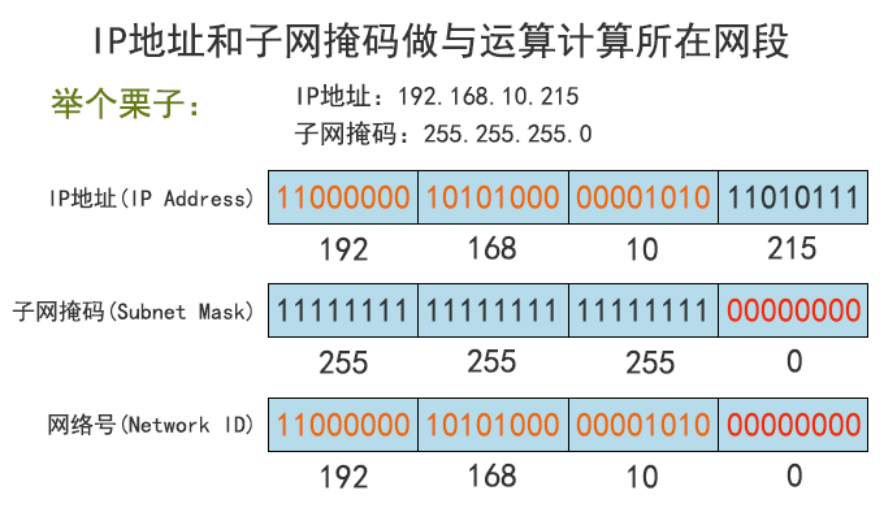 IP地址和子网掩码做与运算计算所在网段
举个栗子：
IP地址：192.168.10.215
子网掩码：255.255.255.0
IP地址(IP Address) 11000000 10101000 00001010 11010111
192 168 10 215
子网掩码(Subnet Mask) 11111111 11111111 11111111 00000000
255 255 255 0
网络号(Network ID) 11000000 10101000 00001010 00000000
192 168 10 0